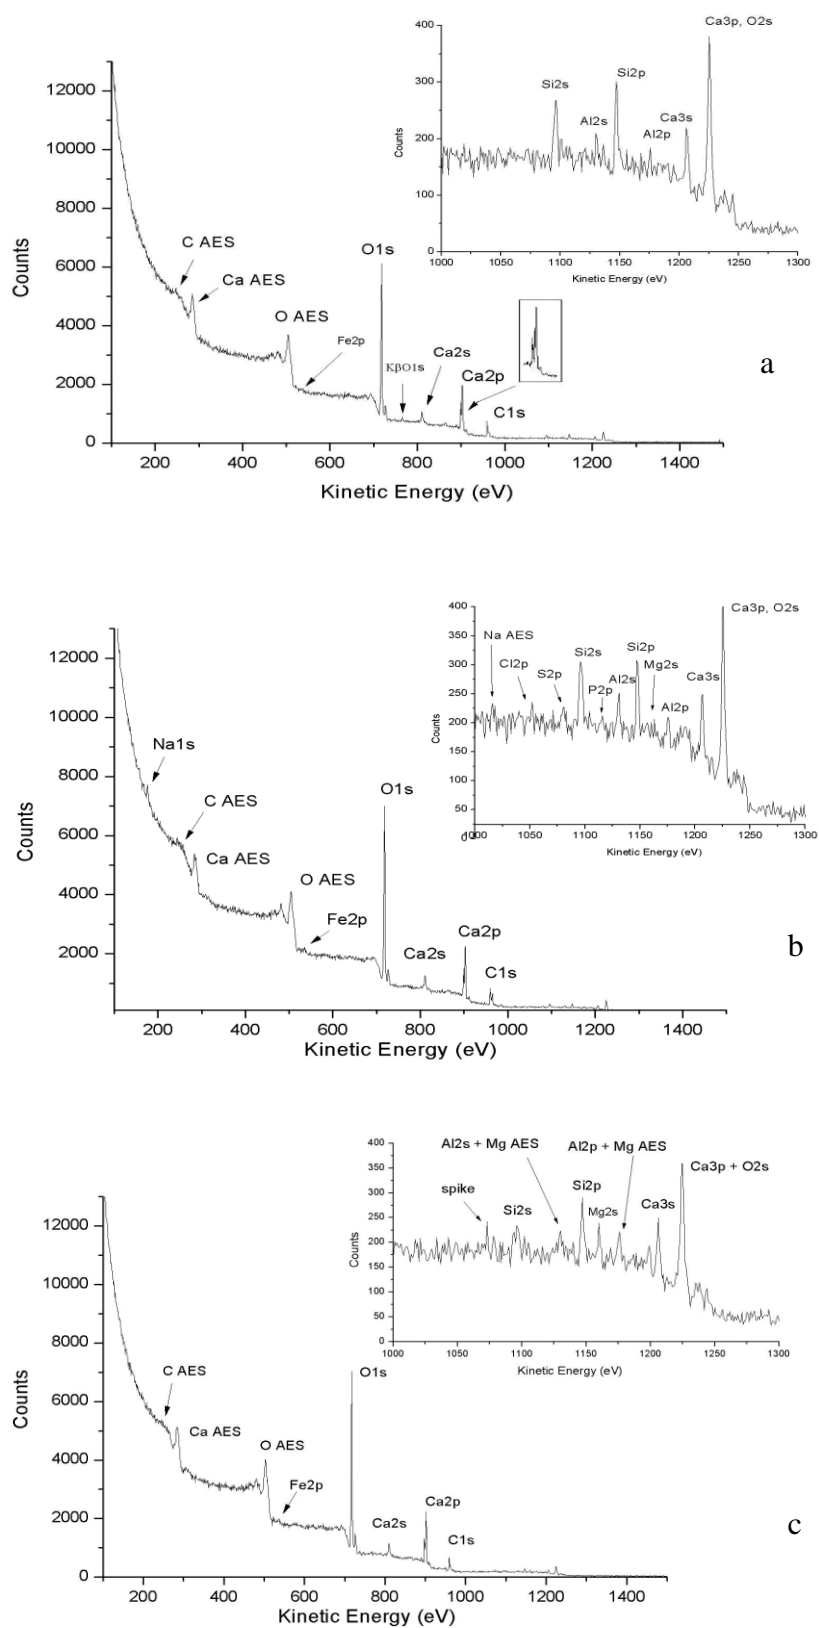 Ca3p, O2s
400
300
200
100
0
Counts
Si2s
Al2s
Si2p
Al2p
Ca3s
1000 1050 1100 1150 1200 1250 1300
Kinetic Energy (eV)
12000
10000
8000
6000
4000
2000
0
Counts
C AES
Ca AES
O AES
Fe2p
O1s
KβO1s
Ca2s
Ca2p
C1s
a
200 400 600 800 1000 1200 1400
Kinetic Energy (eV)
Ca3p, O2s
400
350
300
250
200
150
100
50
0
Counts
Na AES
Cl2p
S2p
Si2s
P2p
Al2s
Si2p
Mg2s
Al2p
Ca3s
1000 1050 1100 1150 1200 1250 1300
Kinetic Energy (eV)
12000
10000
8000
6000
4000
2000
Counts
Na1s
C AES
Ca AES
O AES
Fe2p
O1s
Ca2s
Ca2p
C1s
b
200 400 600 800 1000 1200 1400
Kinetic Energy (eV)
400
350
300
250
200
150
100
50
0
Counts
Al2s + Mg AES
Al2p + Mg AES
Ca3p + O2s
spike
Si2s
Si2p
Mg2s
Ca3s
1000 1050 1100 1150 1200 1250 1300
Kinetic Energy (eV)
12000
10000
8000
6000
4000
2000
0
Counts
C AES
Ca AES
O AES
Fe2p
O1s
Ca2s
Ca2p
C1s
c
200 400 600 800 1000 1200 1400
Kinetic Energy (eV)